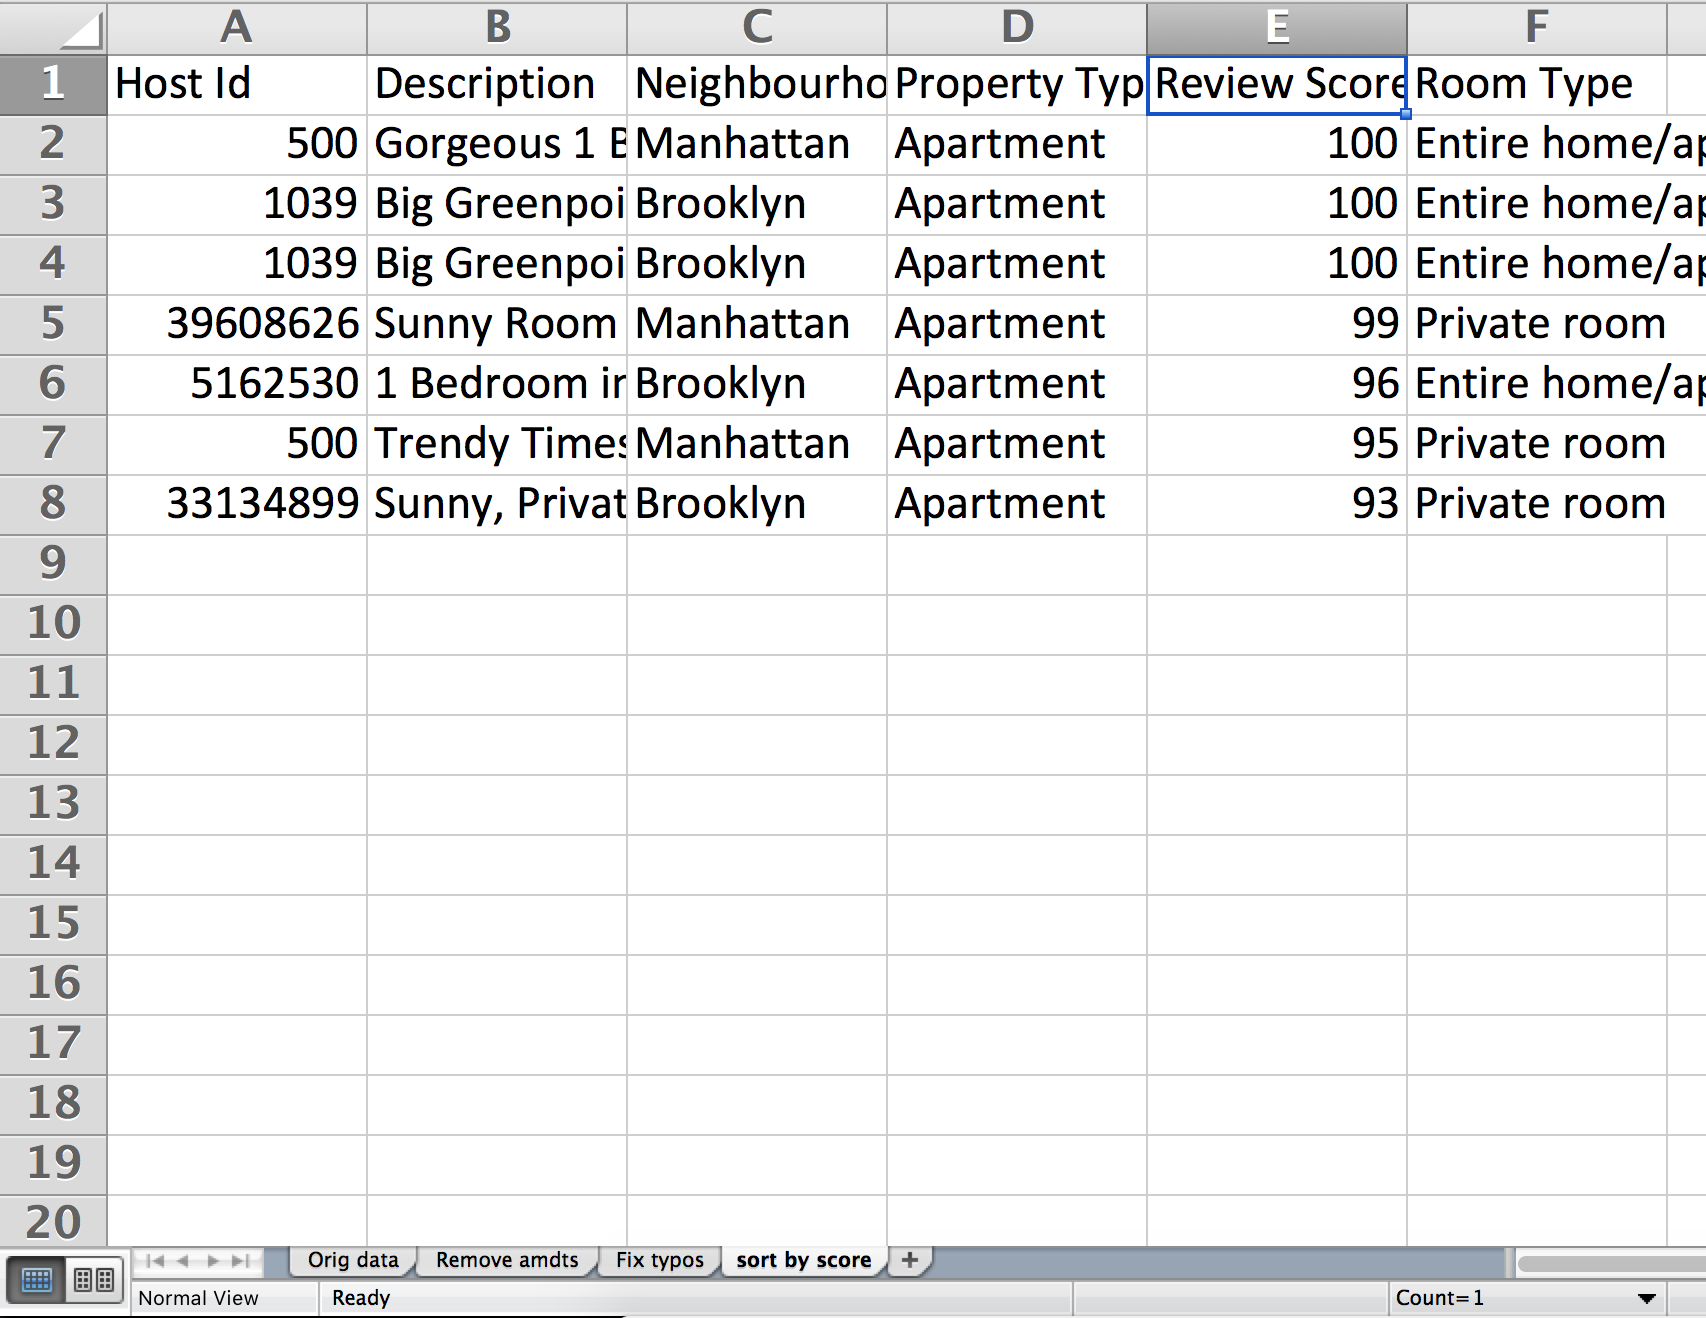 A B C D E F
1 Host Id Description Neighbourho Property Typ Review Score Room Type
2 500 Gorgeous 1 B Manhattan Apartment 100 Entire home/ap
3 1039 Big Greenpoi Brooklyn Apartment 100 Entire home/ap
4 1039 Big Greenpoi Brooklyn Apartment 100 Entire home/ap
5 39608626 Sunny Room Manhattan Apartment 99 Private room
6 5162530 1 Bedroom in Brooklyn Apartment 96 Entire home/ap
7 500 Trendy Times Manhattan Apartment 95 Private room
8 33134899 Sunny, Privat Brooklyn Apartment 93 Private room
9
10
11
12
13
14
15
16
17
18
19
20
Orig data Remove amdts Fix typos sort by score +
Normal View Ready Count=1